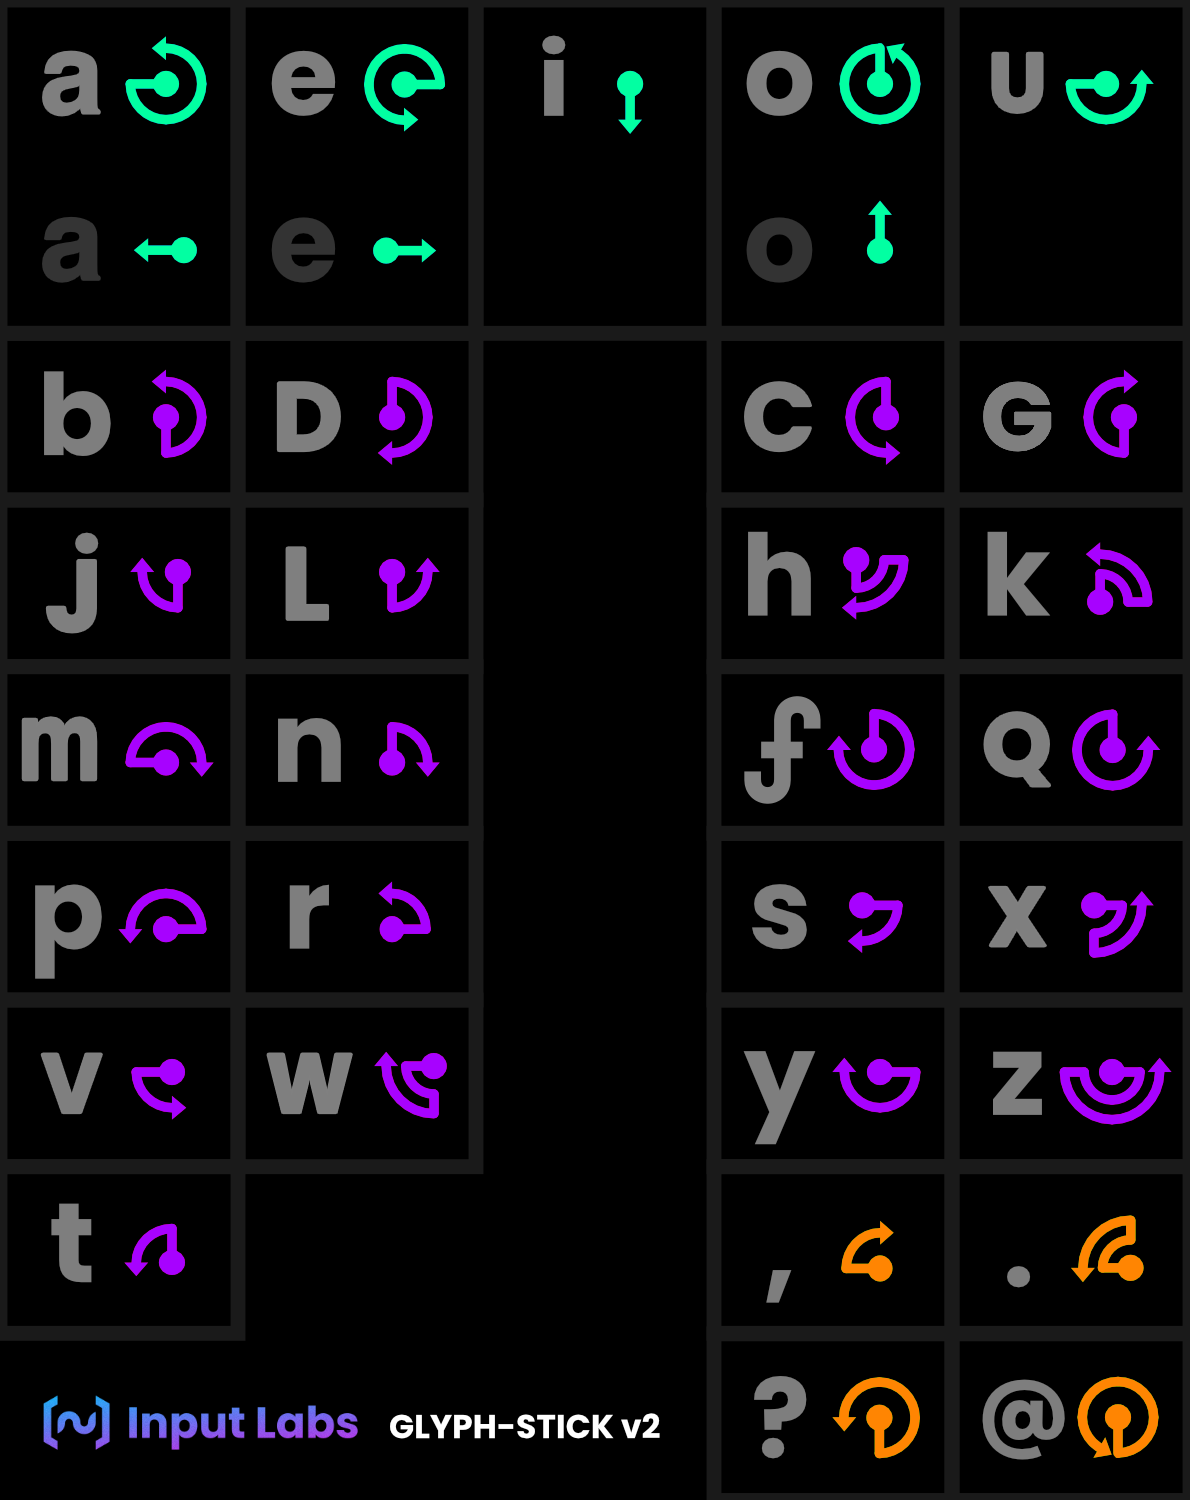 a e i o u
a e o
b D C G
j L h k
m n f Q
p r s x
v w y z
t , .
? @
Input Labs GLYPH-STICK v2